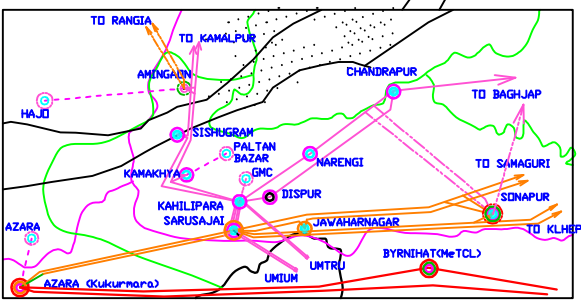 TO RANGIA
TO KAMALPUR
AMINGAON
CHANDRAPUR
TO BAGHJAP
HAJO
SISHUGRAM
PALTAN
BAZAR
NARENGI
TO SAMAGURI
KAMAKHYA
GMC
DISPUR
SONAPUR
KAHILIPARA
SARUSAJAI
JAWAHARNAGAR
AZARA
TO KLHEP
BYRNIHAT(MeTCL)
UMTRU
UMIUM
AZARA (Kukurmara)